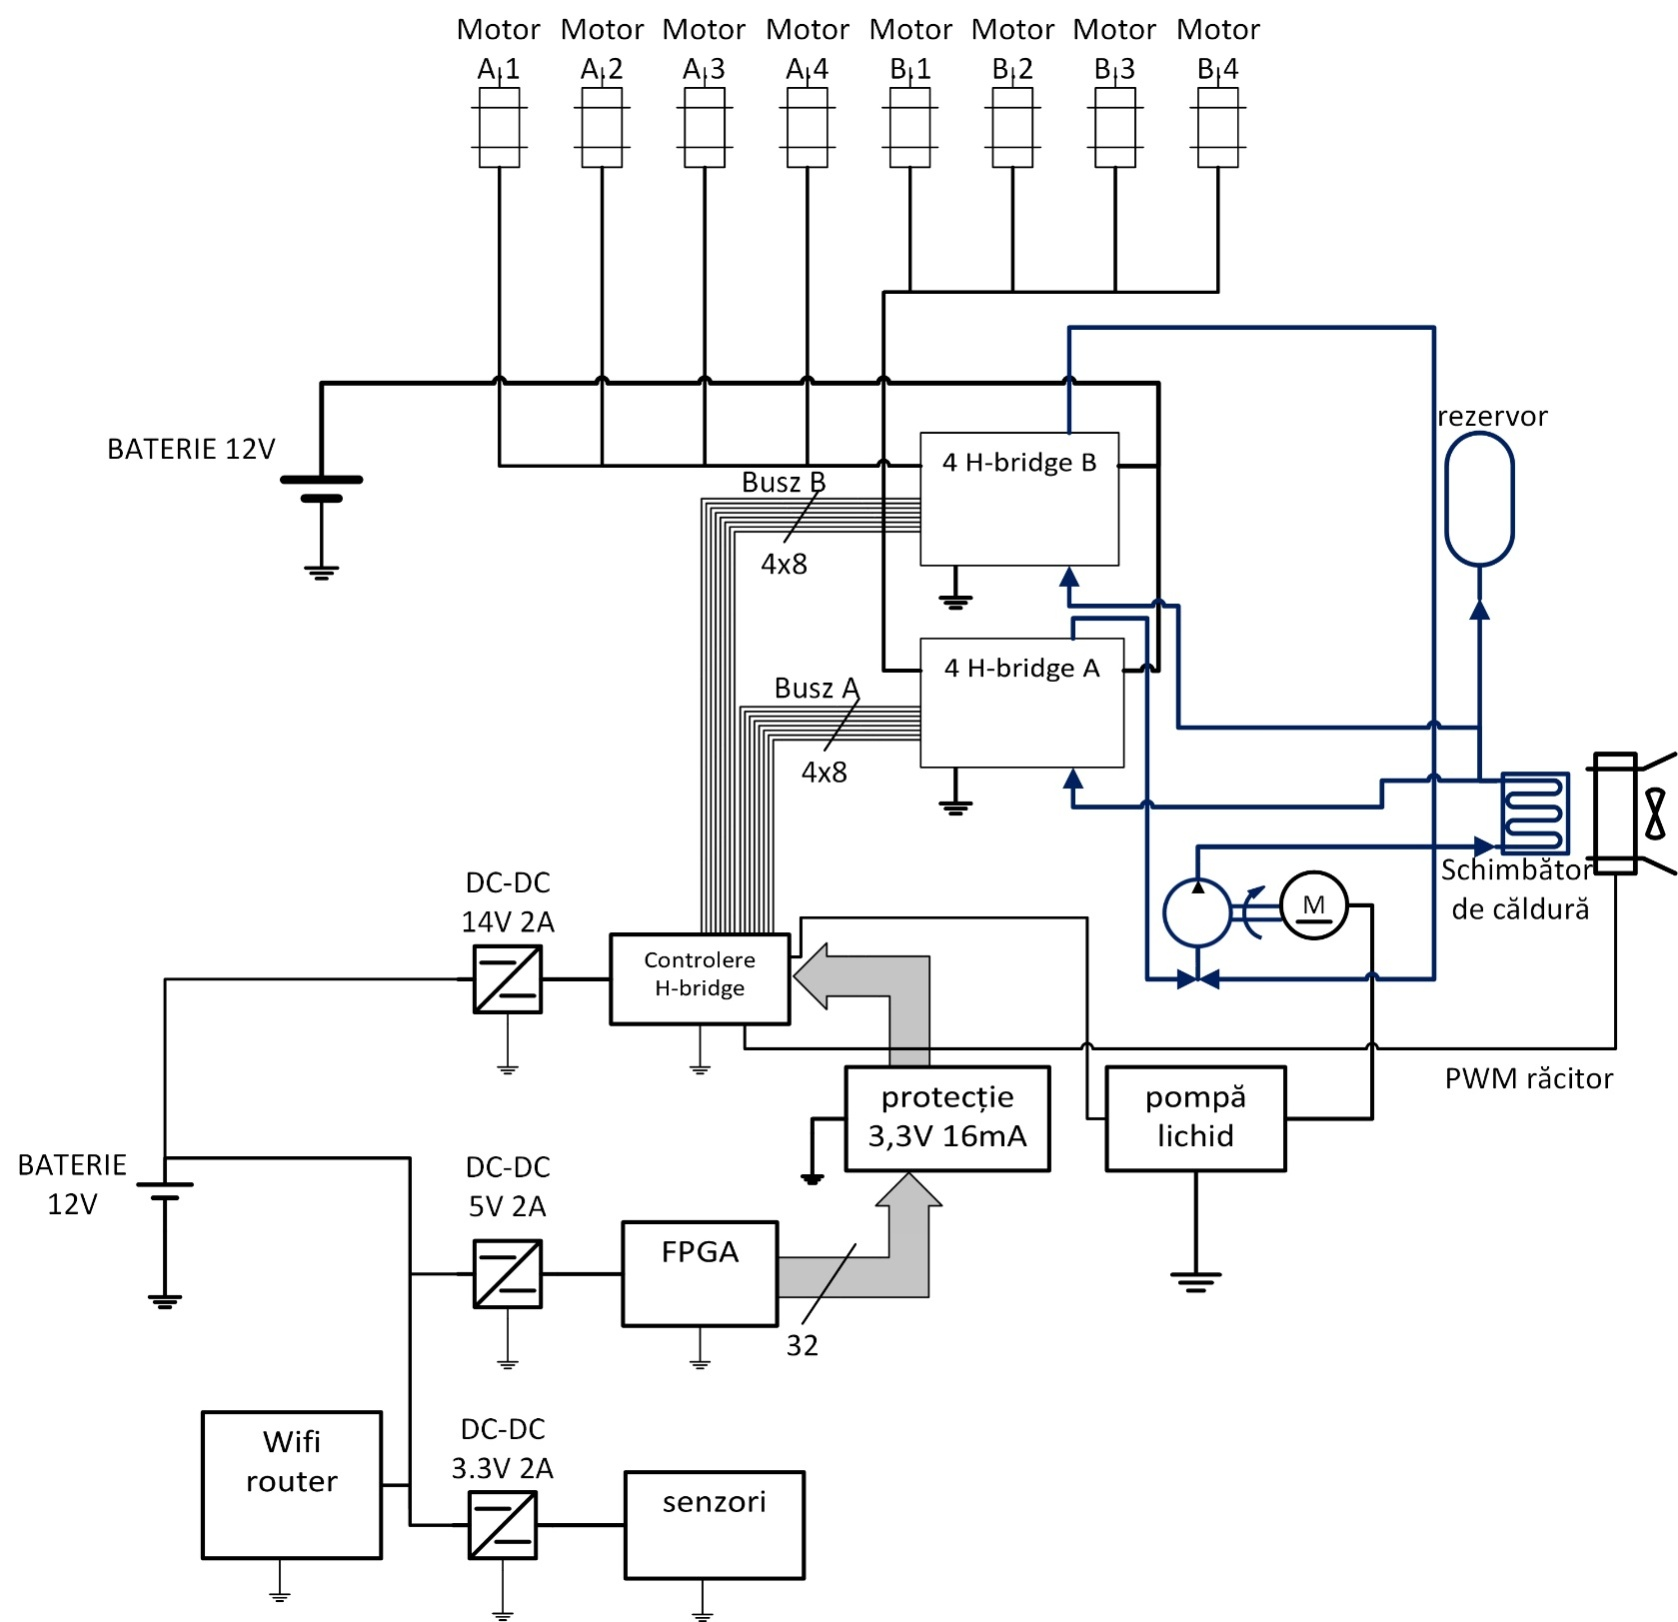 Motor
A.1
Motor
A.2
Motor
A.3
Motor
A.4
Motor
B.1
Motor
B.2
Motor
B.3
Motor
B.4
BATERIE 12V
rezervor
4 H-bridge B
Busz B
4x8
4 H-bridge A
Busz A
4x8
Schimbător
de căldură
M
DC-DC
14V 2A
Controlere
H-bridge
PWM răcitor
protecție
3,3V 16mA
pompă
lichid
BATERIE
12V
DC-DC
5V 2A
FPGA
32
Wifi
router
DC-DC
3.3V 2A
senzori